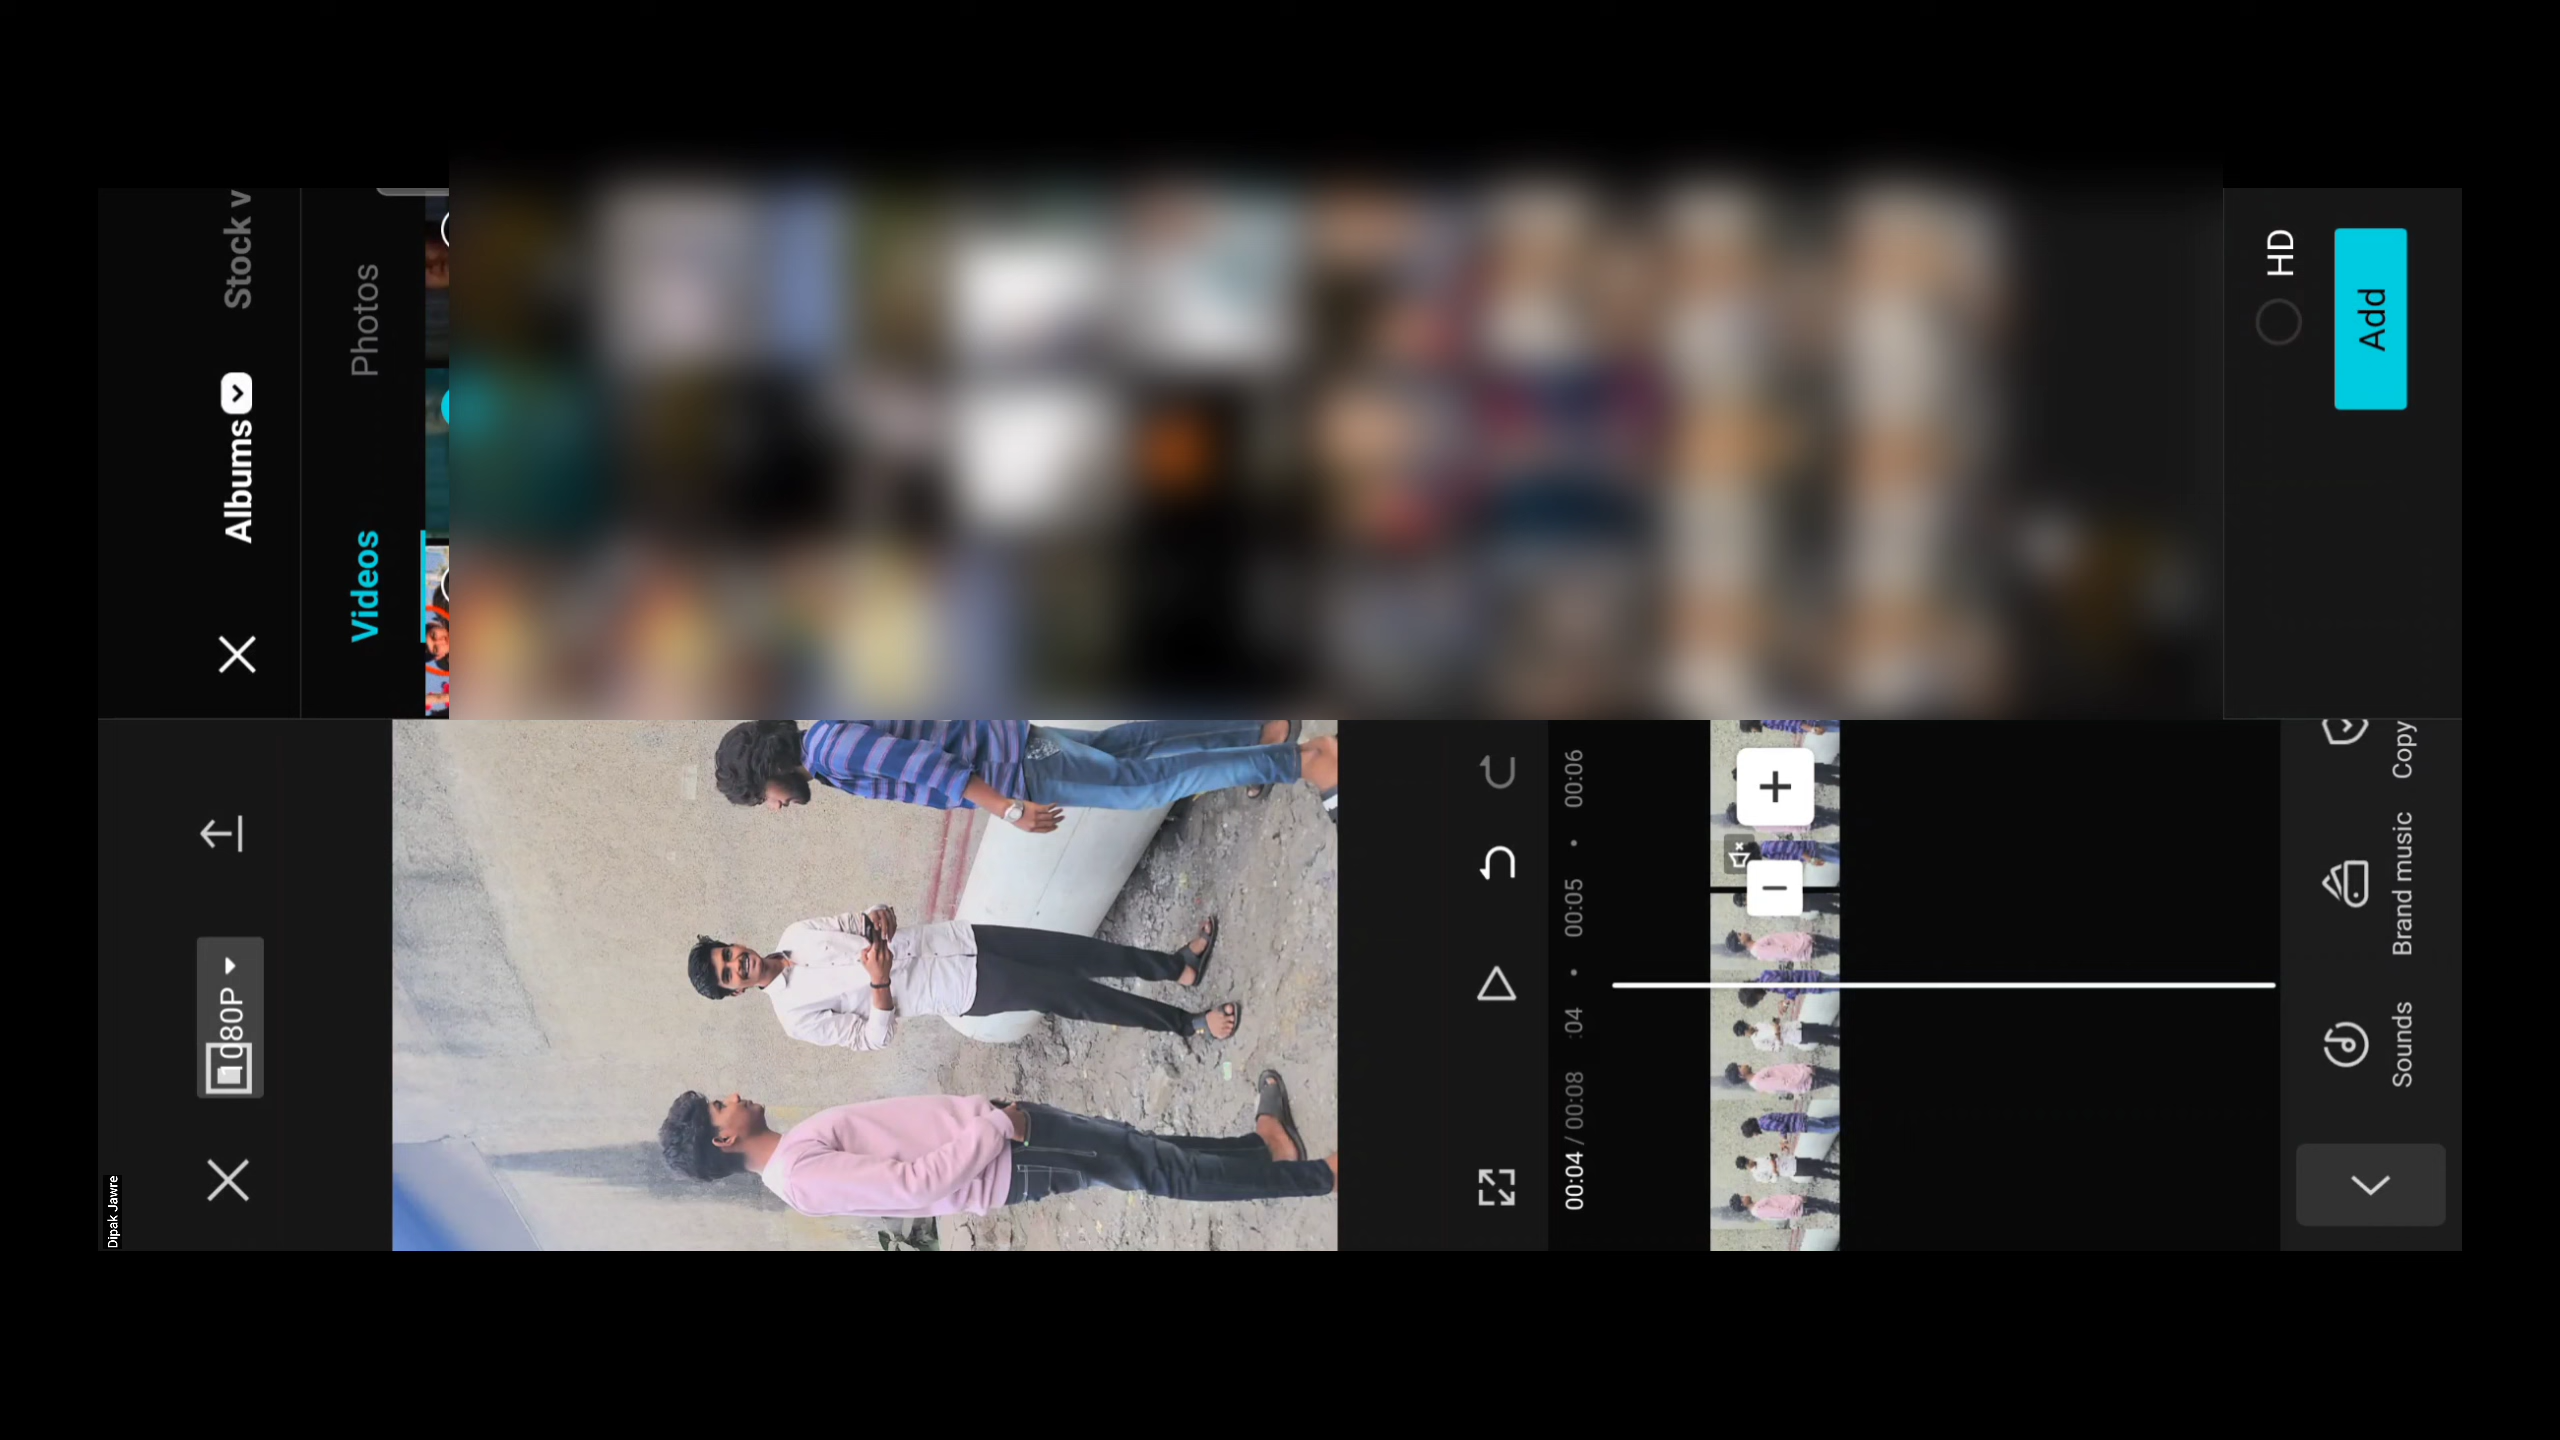 Dipak Jawre
1080P
00:04 / 00:08
:04
00:05
00:06
Sounds
Brand music
Copy
Albums
Stock v
Videos
Photos
HD
Add